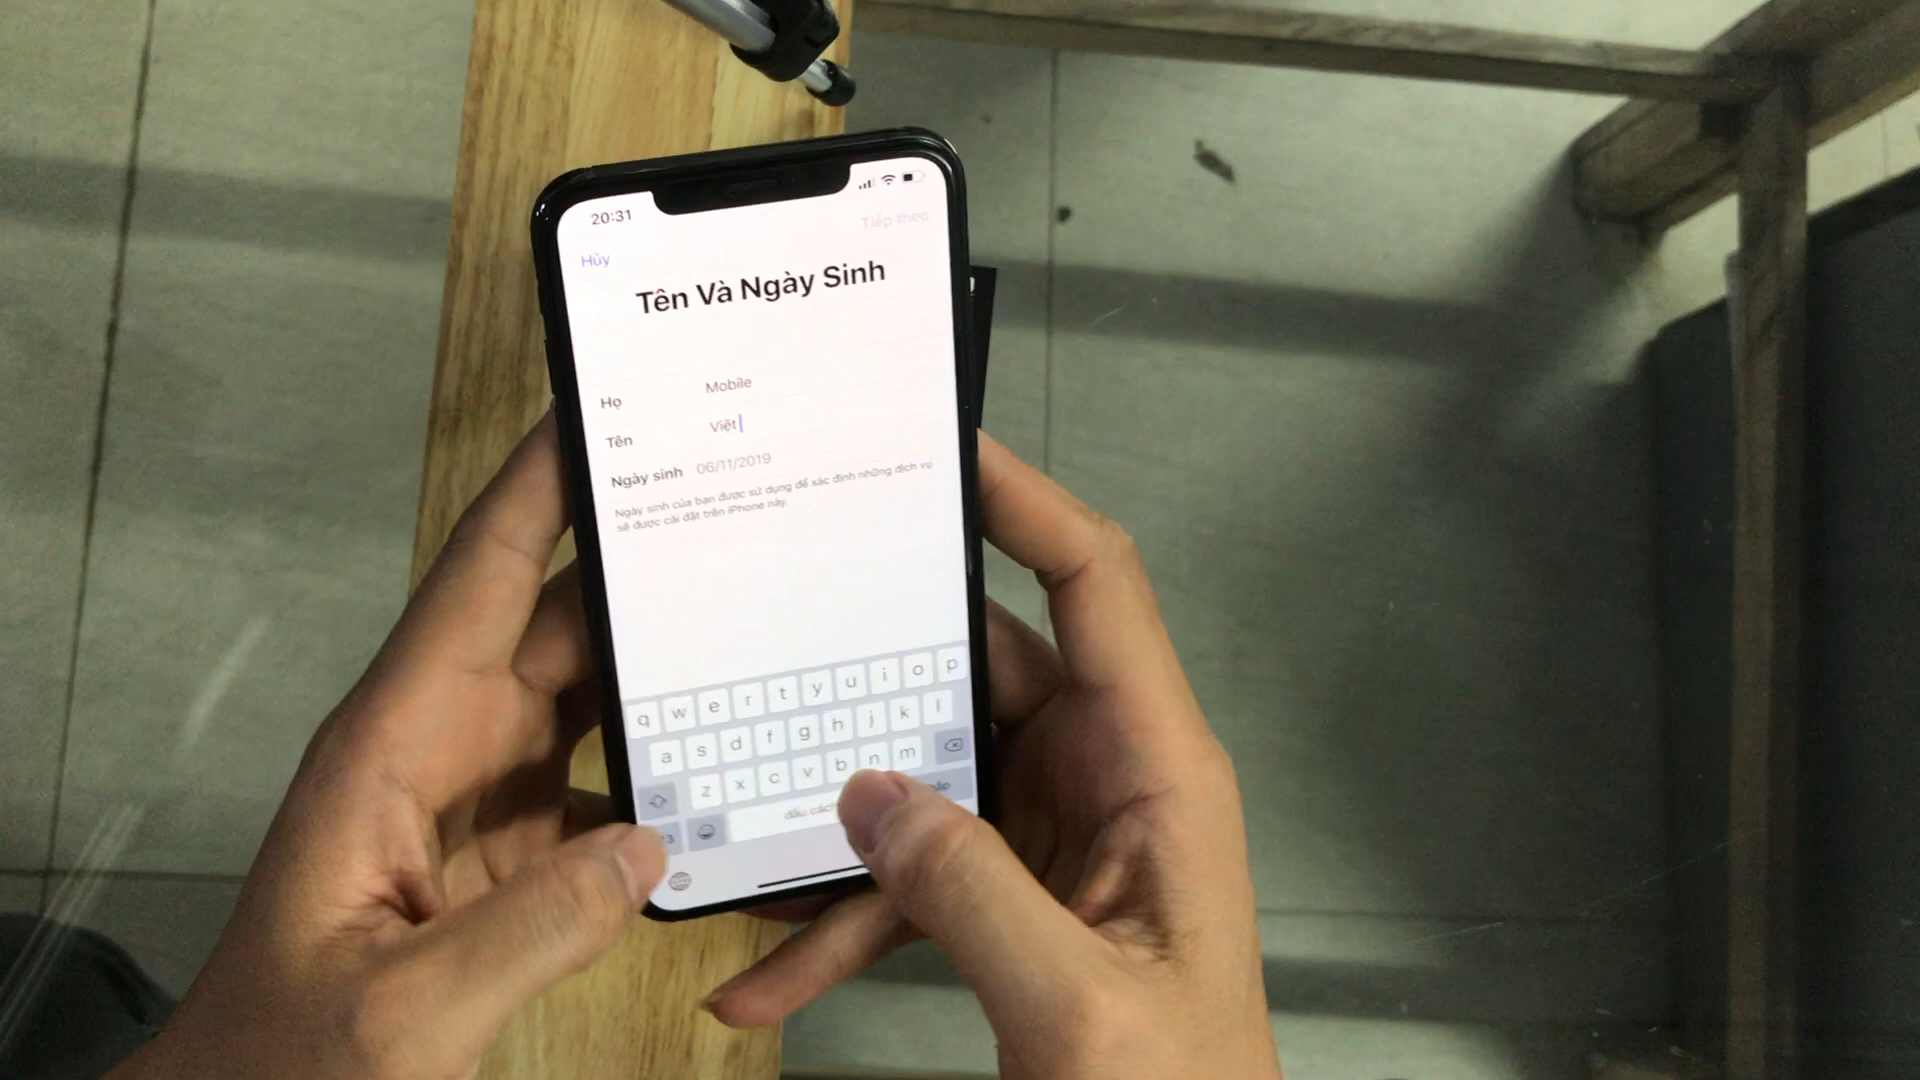 20:31
Tiếp theo
Hủy
Tên Và Ngày Sinh
Họ Mobile
Tên Việt
Ngày sinh 06/11/2019
Ngày sinh của bạn được sử dụng để xác định những dịch vụ
sẽ được cài đặt trên iPhone này.
q w e r t y u i o p
a s d f g h j k l
z x c v b n m
dấu cách